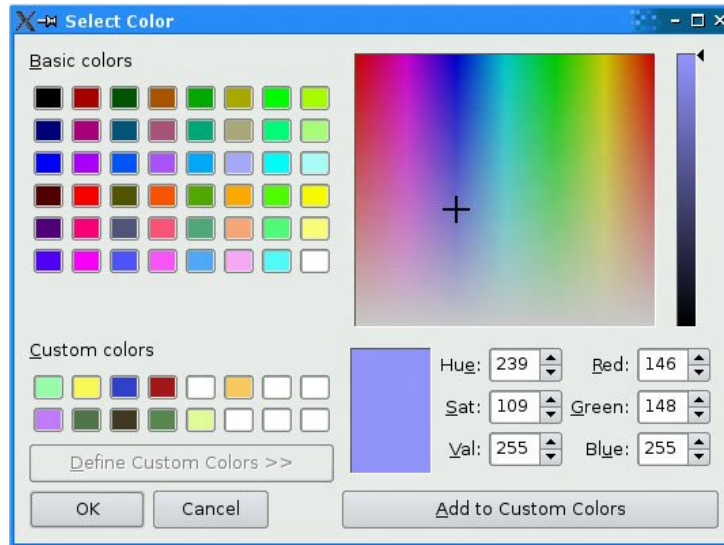 Select Color
Basic colors
Custom colors
Define Custom Colors >>
OK
Cancel
Hue: 239
Sat: 109
Val: 255
Red: 146
Green: 148
Blue: 255
Add to Custom Colors